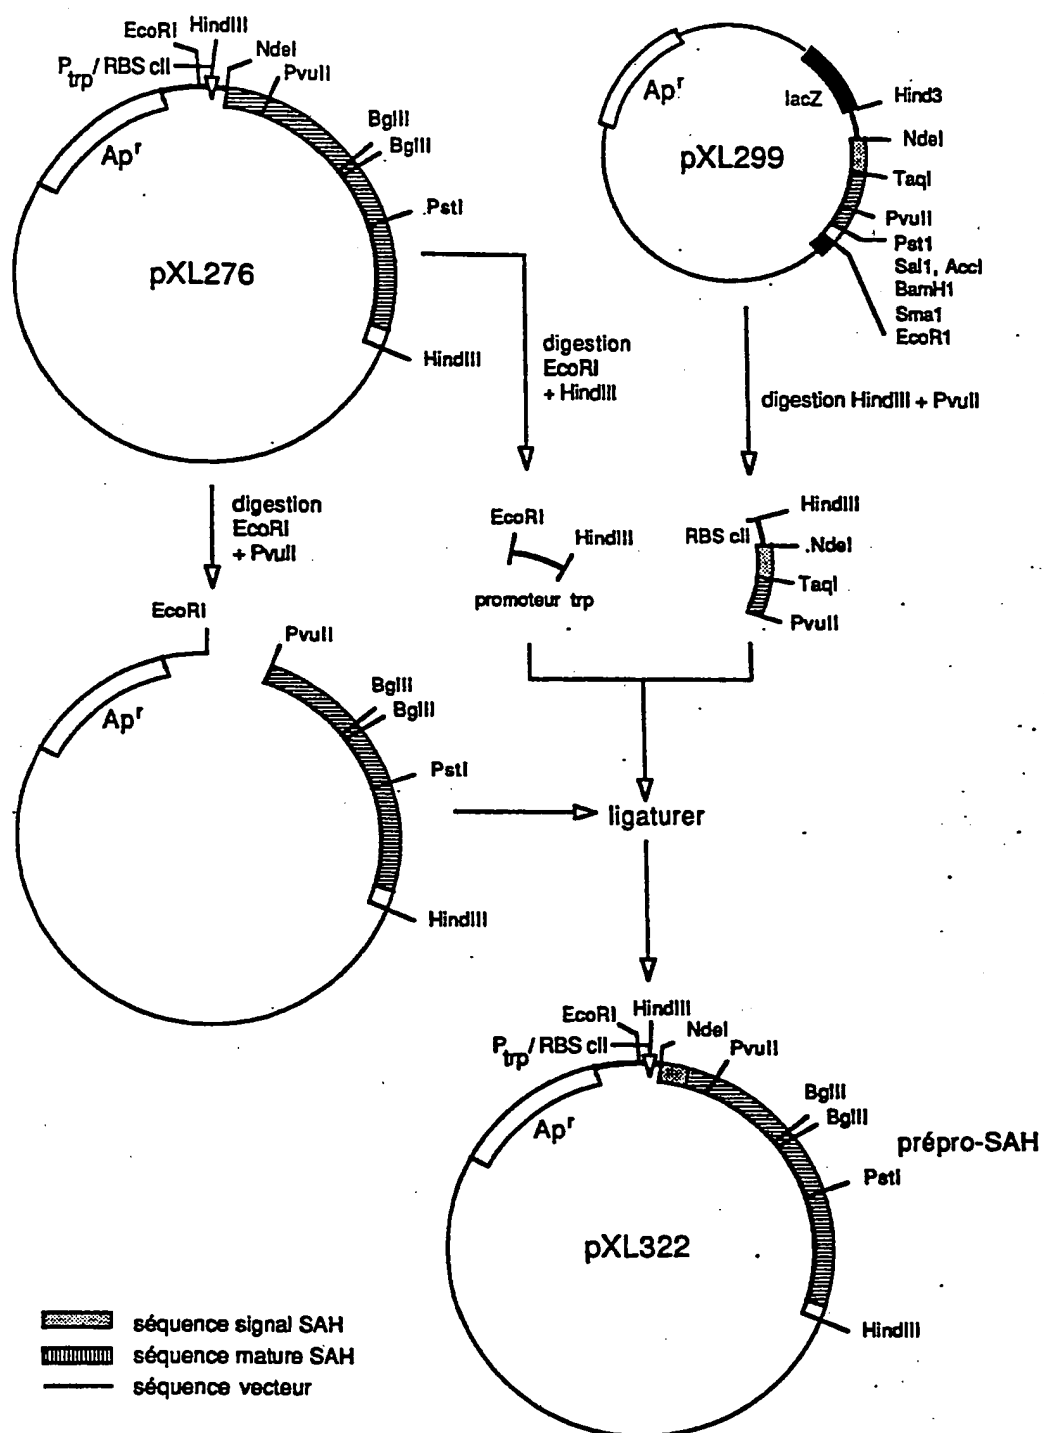 EcoRI
HindIII
Ptrp/ RBS cII
NdeI
PvuII
BglII
BglII
Apr
PstI
pXL276
HindIII
Apr
lacZ
Hind3
NdeI
pXL299
TaqI
PvuII
Pst1
Sal1, AccI
BamH1
Sma1
EcoR1
digestion
EcoRI
+ HindIII
digestion HindIII + PvuII
digestion
EcoRI
+ PvuII
EcoRI
HindIII
promoteur trp
HindIII
RBS cII
NdeI
TaqI
PvuII
EcoRI
PvuII
BglII
BglII
Apr
PstI
HindIII
ligaturer
EcoRI
HindIII
Ptrp/ RBS cII
NdeI
PvuII
BglII
BglII
Apr
prépro-SAH
PstI
pXL322
HindIII
séquence signal SAH
séquence mature SAH
séquence vecteur